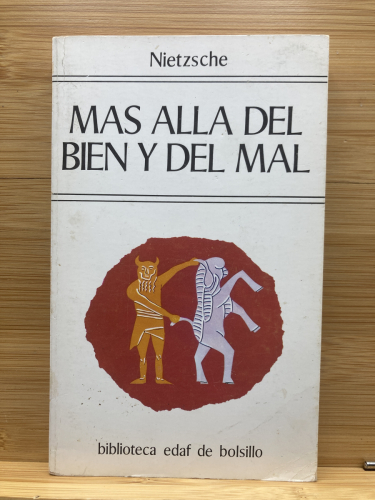 Nietzsche
MAS ALLA DEL
BIEN Y DEL MAL
biblioteca edaf de bolsillo